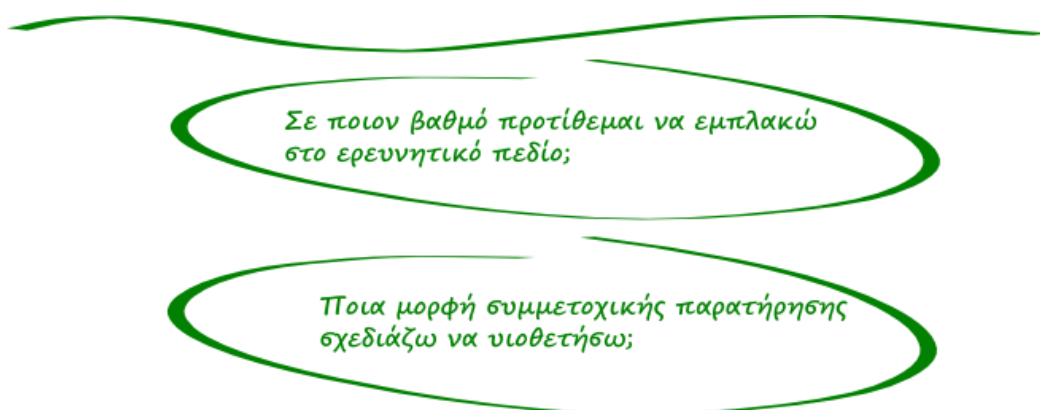 Σε ποιον βαθμό προτίθεμαι να εμπλακώ
στο ερευνητικό πεδίο;
Ποια μορφή συμμετοχικής παρατήρησης
σχεδιάζω να υιοθετήσω;